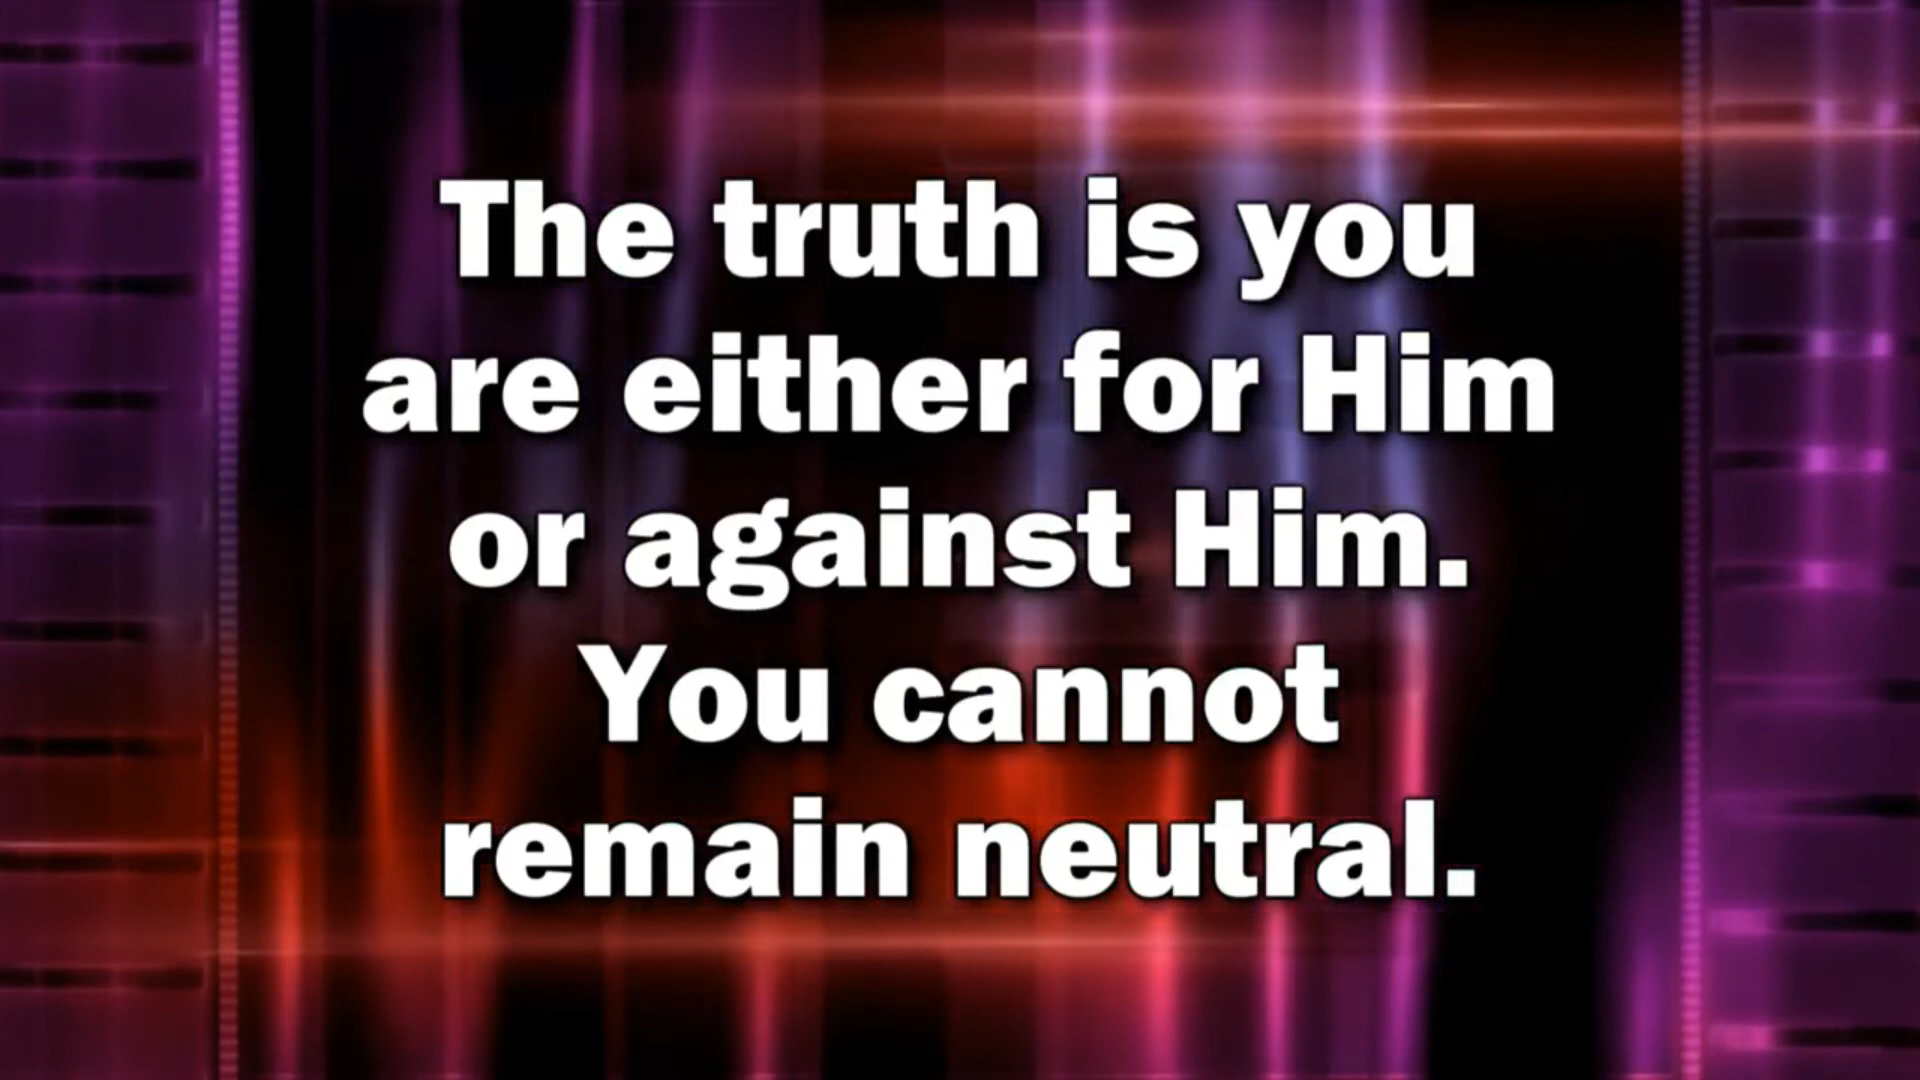 The truth is you
are either for Him
or against Him.
You cannot
remain neutral.